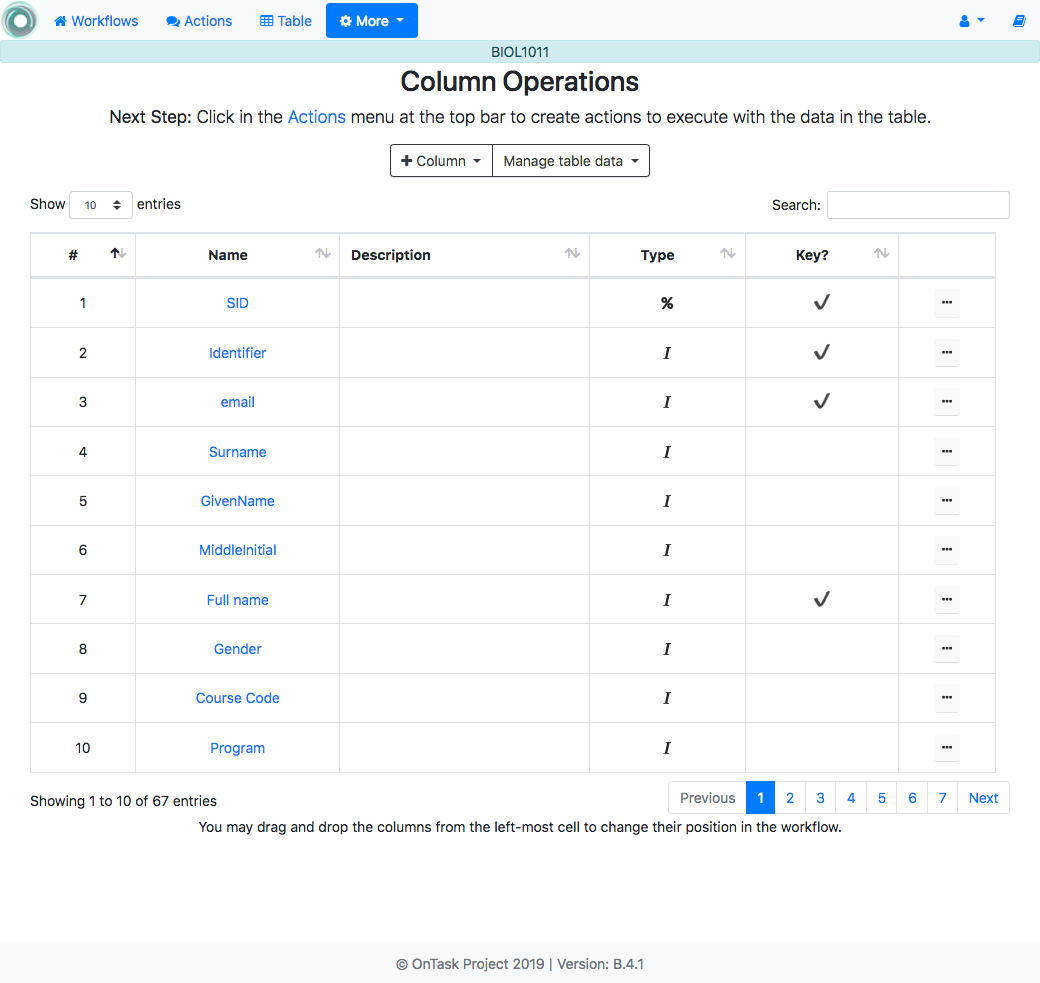 Workflows Actions Table More
BIOL1011
Column Operations
Next Step: Click in the Actions menu at the top bar to create actions to execute with the data in the table.
+ Column Manage table data
Show 10 entries Search:
# Name Description Type Key?
1 SID %
2 Identifier I
3 email I
4 Surname I
5 GivenName I
6 MiddleInitial I
7 Full name I
8 Gender I
9 Course Code I
10 Program I
Showing 1 to 10 of 67 entries Previous 1 2 3 4 5 6 7 Next
You may drag and drop the columns from the left-most cell to change their position in the workflow.
© OnTask Project 2019 | Version: B.4.1